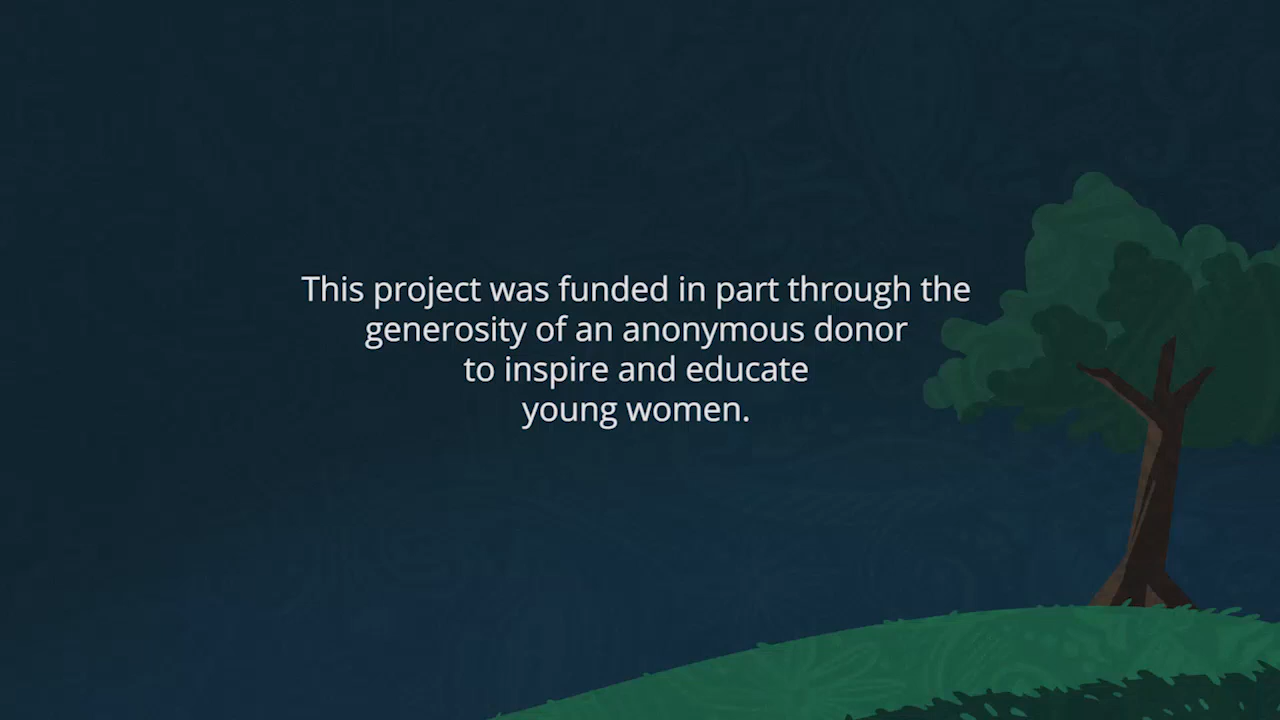 This project was funded in part through the
generosity of an anonymous donor
to inspire and educate
young women.